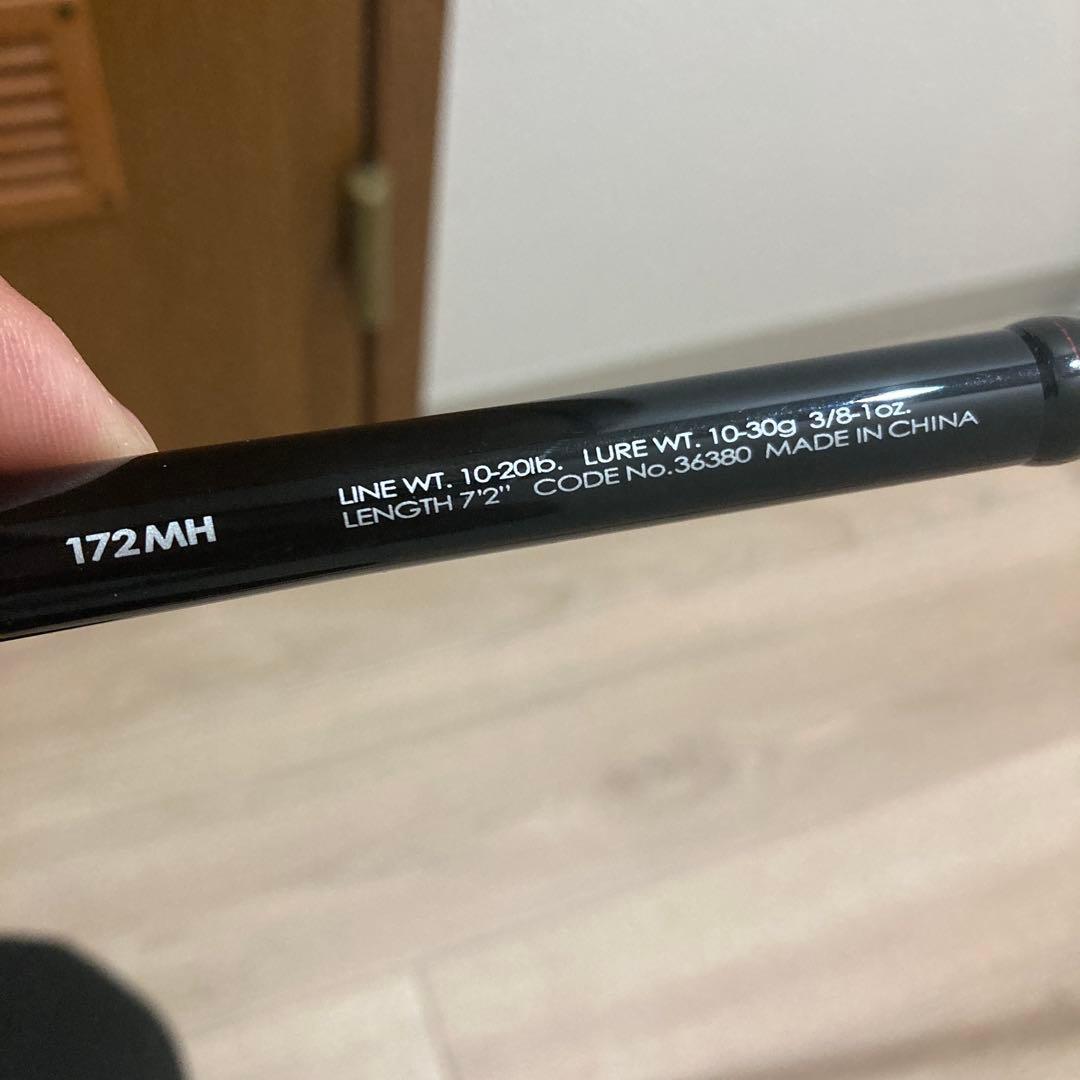 172MH
LINE WT. 10-20lb. LURE WT. 10-30g 3/8-1oz.
LENGTH 7'2" CODE No.36380 MADE IN CHINA